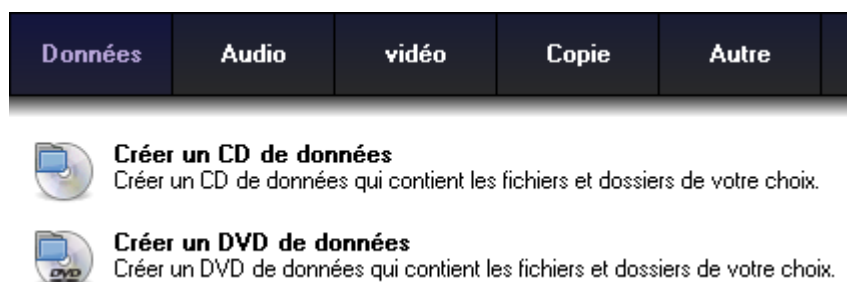 Données Audio vidéo Copie Autre
Créer un CD de données
Créer un CD de données qui contient les fichiers et dossiers de votre choix.
DVD
Créer un DVD de données
Créer un DVD de données qui contient les fichiers et dossiers de votre choix.